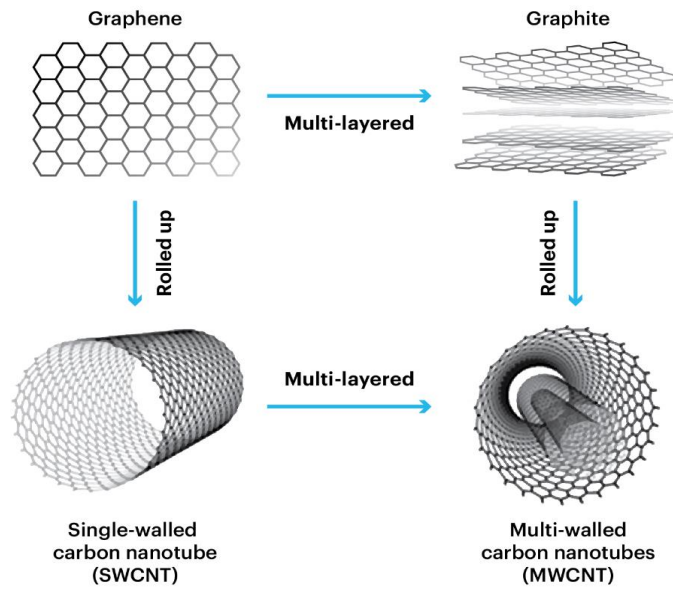 Graphene
Graphite
Multi-layered
Rolled up
Rolled up
Multi-layered
Single-walled
carbon nanotube
(SWCNT)
Multi-walled
carbon nanotubes
(MWCNT)